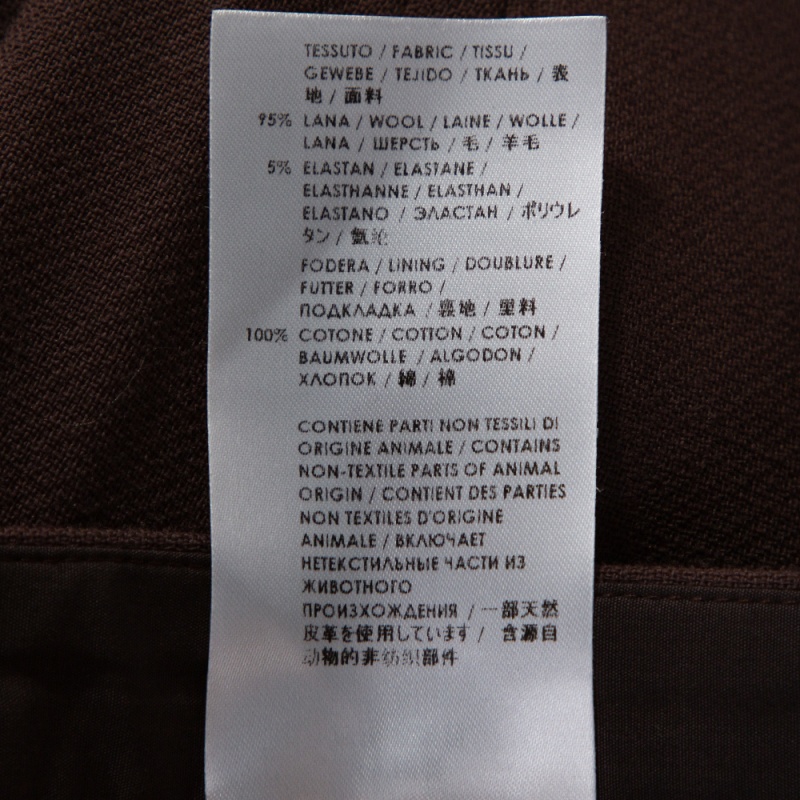 TESSUTO / FABRIC / TISSU /
GEWEBE / TEJIDO / ТКАНЬ / 表
地 / 面料
95% LANA / WOOL / LAINE / WOLLE /
LANA / ШЕРСТЬ / 毛 / 羊毛
5% ELASTAN / ELASTANE /
ELASTHANNE / ELASTHAN /
ELASTANO / ЭЛАСТАН / ポリウレ
タン / 氨纶
FODERA / LINING / DOUBLURE /
FUTTER / FORRO /
ПОДКЛАДКА / 裏地 / 里料
100% COTONE / COTTON / COTON /
BAUMWOLLE / ALGODON /
ХЛОПОК / 綿 / 棉
CONTIENE PARTI NON TESSILI DI
ORIGINE ANIMALE / CONTAINS
NON-TEXTILE PARTS OF ANIMAL
ORIGIN / CONTIENT DES PARTIES
NON TEXTILES D'ORIGINE
ANIMALE / ВКЛЮЧАЕТ
НЕТЕКСТИЛЬНЫЕ ЧАСТИ ИЗ
ЖИВОТНОГО
ПРОИЗХОЖДЕНИЯ / 一部天然
皮革を使用しています / 含源自
动物的非纺织部件